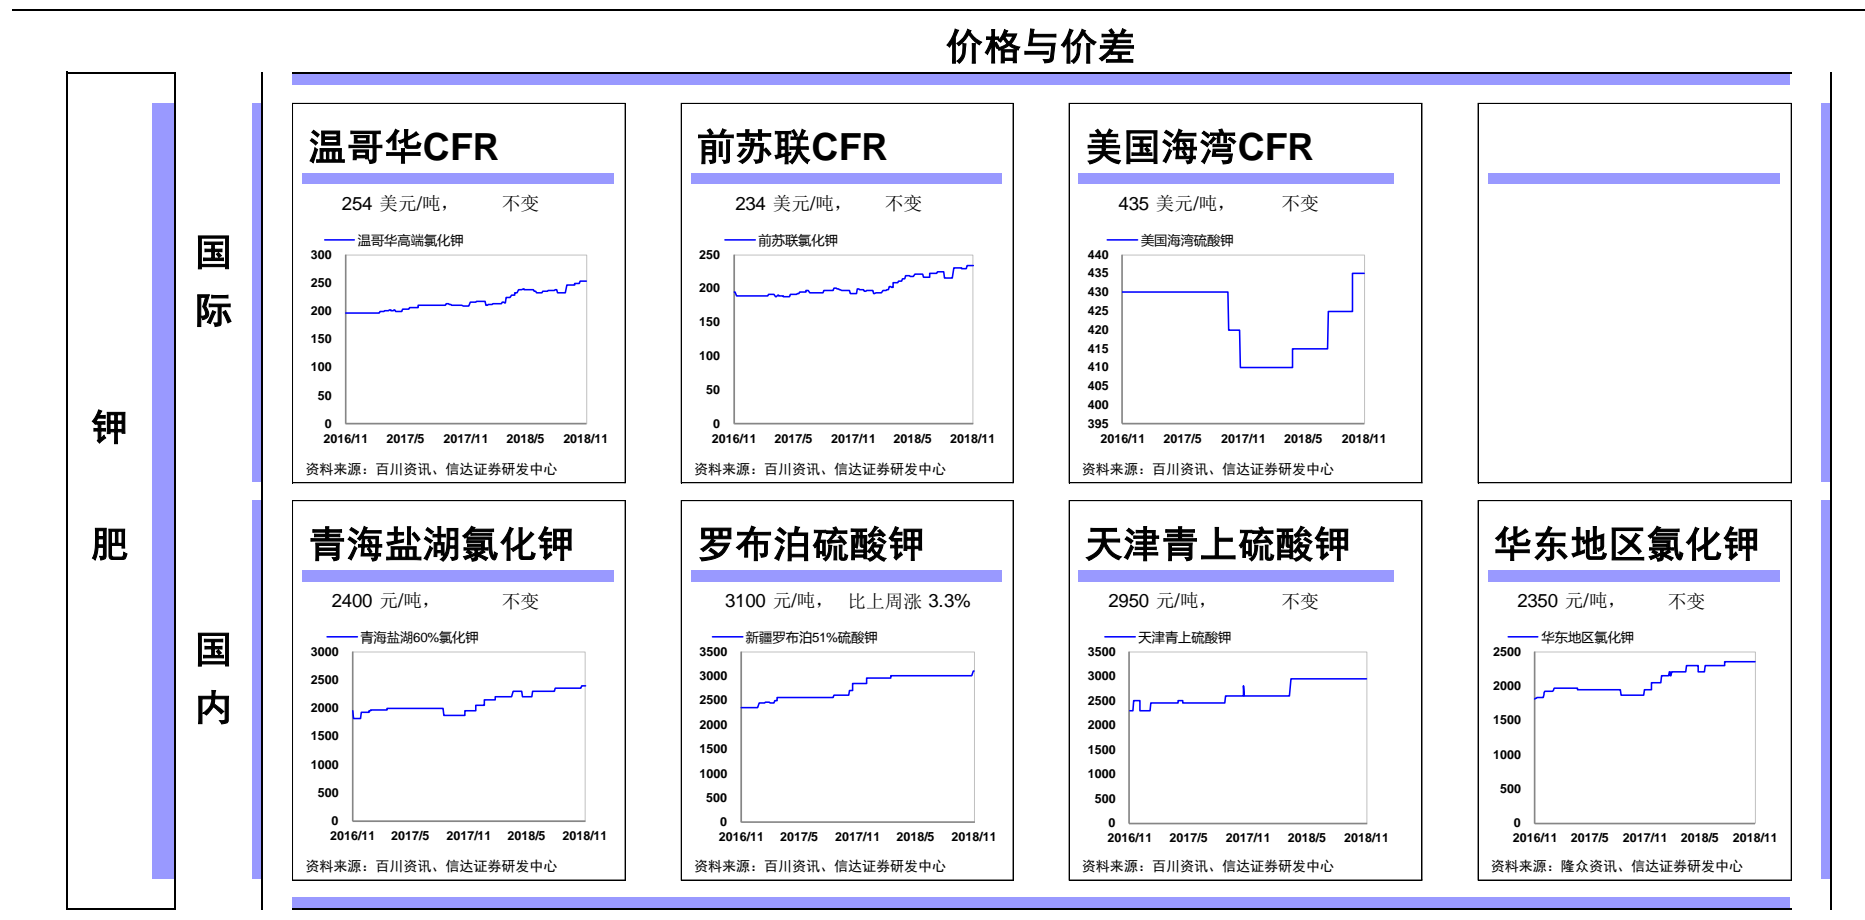 价格与价差
钾
肥
国
际
温哥华CFR
254 美元/吨， 不变
温哥华高端氯化钾
300
250
200
150
100
50
0
2016/11 2017/5 2017/11 2018/5 2018/11
资料来源：百川资讯、信达证券研发中心
前苏联CFR
234 美元/吨， 不变
前苏联氯化钾
250
200
150
100
50
0
2016/11 2017/5 2017/11 2018/5 2018/11
资料来源：百川资讯、信达证券研发中心
美国海湾CFR
435 美元/吨， 不变
美国海湾硫酸钾
440
435
430
425
420
415
410
405
400
395
2016/11 2017/5 2017/11 2018/5 2018/11
资料来源：百川资讯、信达证券研发中心
国
内
青海盐湖氯化钾
2400 元/吨， 不变
青海盐湖60%氯化钾
3000
2500
2000
1500
1000
500
0
2016/11 2017/5 2017/11 2018/5 2018/11
资料来源：百川资讯、信达证券研发中心
罗布泊硫酸钾
3100 元/吨， 比上周涨 3.3%
新疆罗布泊51%硫酸钾
3500
3000
2500
2000
1500
1000
500
0
2016/11 2017/5 2017/11 2018/5 2018/11
资料来源：百川资讯、信达证券研发中心
天津青上硫酸钾
2950 元/吨， 不变
天津青上硫酸钾
3500
3000
2500
2000
1500
1000
500
0
2016/11 2017/5 2017/11 2018/5 2018/11
资料来源：百川资讯、信达证券研发中心
华东地区氯化钾
2350 元/吨， 不变
华东地区氯化钾
2500
2000
1500
1000
500
0
2016/11 2017/5 2017/11 2018/5 2018/11
资料来源：隆众资讯、信达证券研发中心